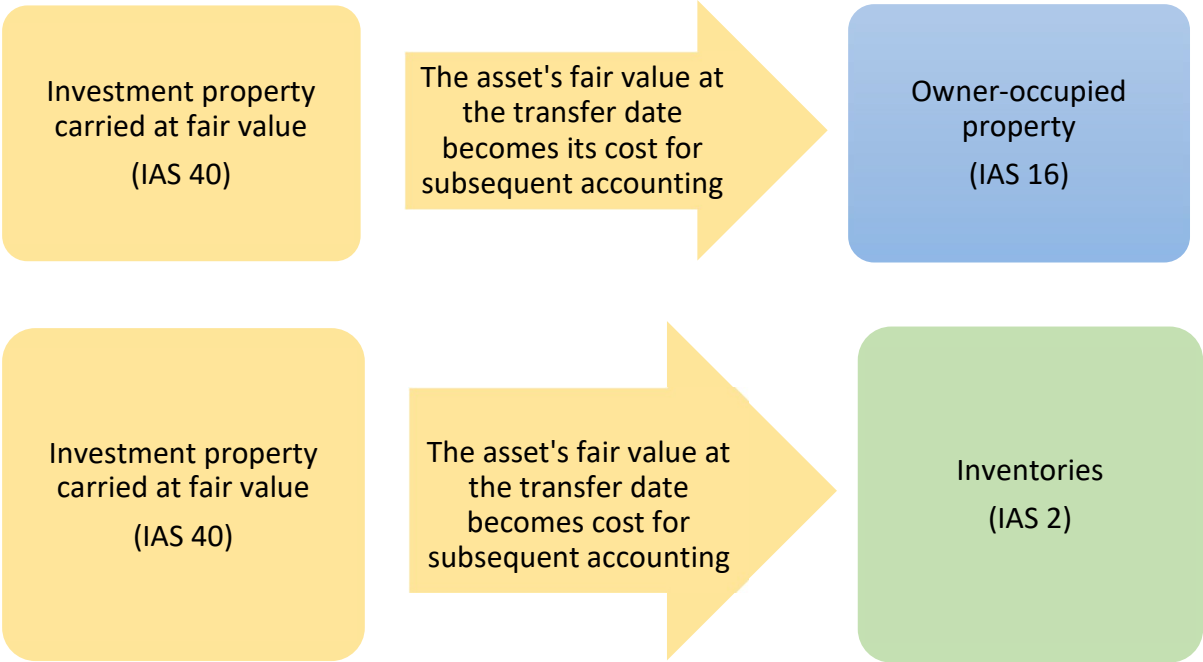 Investment property
carried at fair value
(IAS 40)
The asset's fair value at
the transfer date
becomes its cost for
subsequent accounting
Owner-occupied
property
(IAS 16)
Investment property
carried at fair value
(IAS 40)
The asset's fair value at
the transfer date
becomes cost for
subsequent accounting
Inventories
(IAS 2)